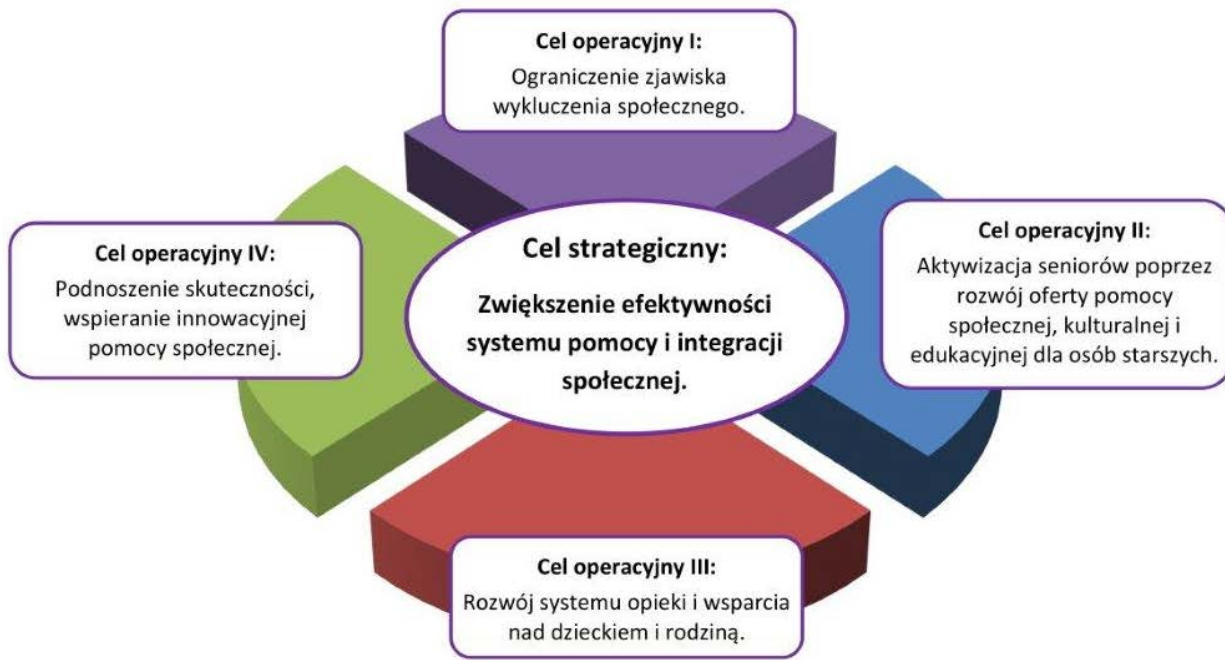 Cel operacyjny I:
Ograniczenie zjawiska
wykluczenia społecznego.
Cel operacyjny IV:
Podnoszenie skuteczności,
wspieranie innowacyjnej
pomocy społecznej.
Cel strategiczny:
Zwiększenie efektywności
systemu pomocy i integracji
społecznej.
Cel operacyjny II:
Aktywizacja seniorów poprzez
rozwój oferty pomocy
społecznej, kulturalnej i
edukacyjnej dla osób starszych.
Cel operacyjny III:
Rozwój systemu opieki i wsparcia
nad dzieckiem i rodziną.